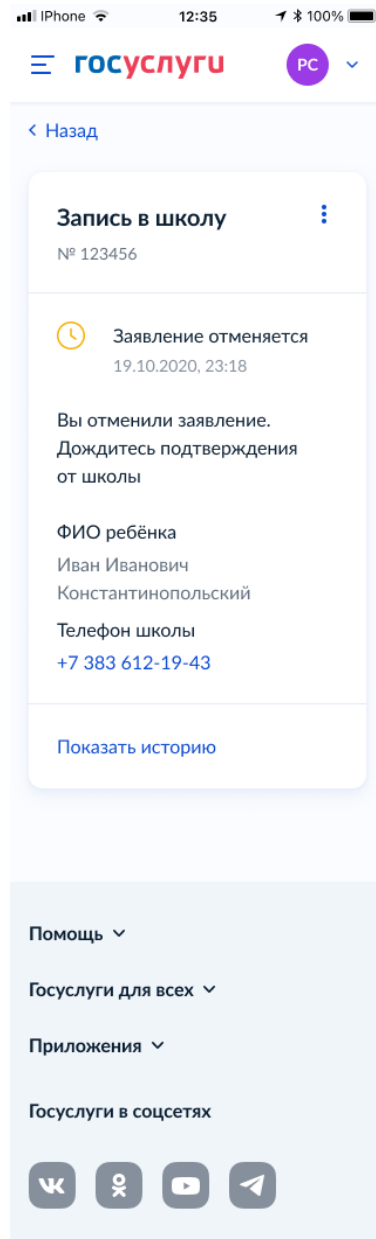 IPhone 12:35 100%
госуслуги РС
Назад
Запись в школу
№ 123456
Заявление отменяется
19.10.2020, 23:18
Вы отменили заявление.
Дождитесь подтверждения
от школы
ФИО ребёнка
Иван Иванович
Константинопольский
Телефон школы
+7 383 612-19-43
Показать историю
Помощь
Госуслуги для всех
Приложения
Госуслуги в соцсетях